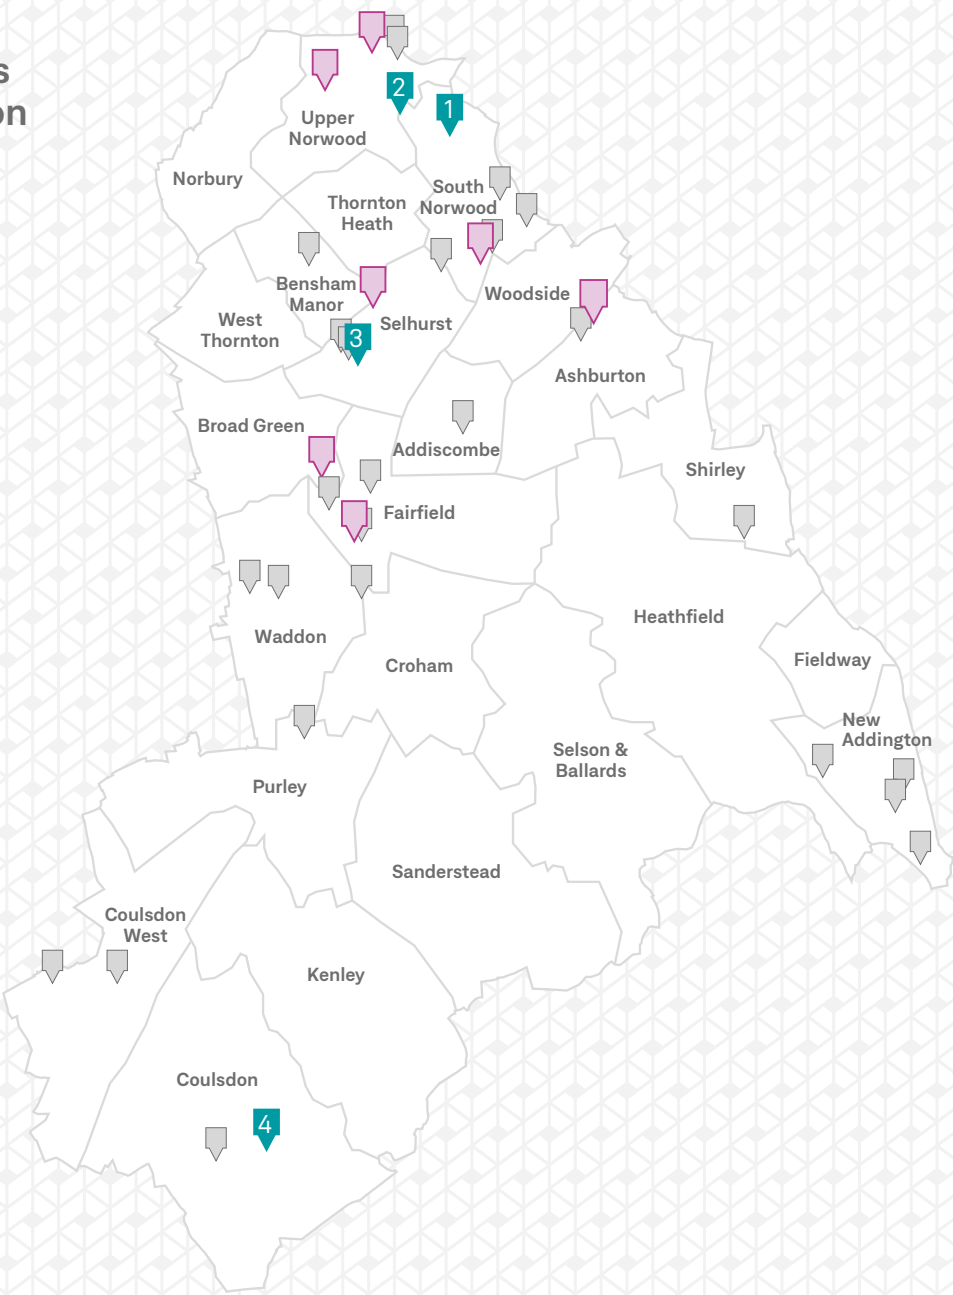 s
on
2
1
Upper
Norwood
Norbury
South
Norwood
Thornton
Heath
Bensham
Manor
Woodside
West
Thornton
Selhurst
3
Ashburton
Broad Green
Addiscombe
Shirley
Fairfield
Heathfield
Waddon
Croham
Fieldway
New
Addington
Selson &
Ballards
Purley
Sanderstead
Coulsdon
West
Kenley
Coulsdon
4